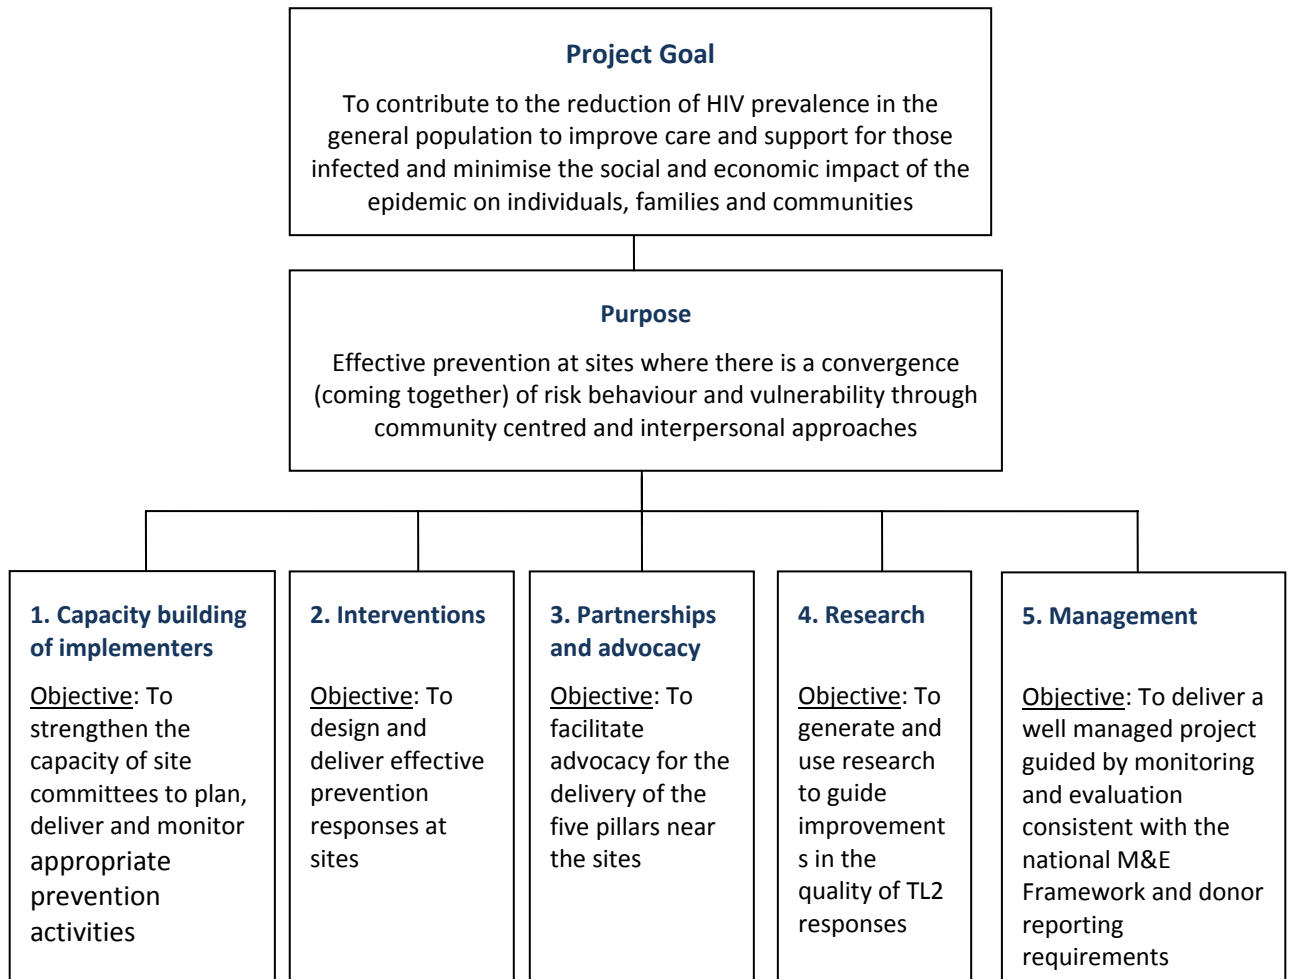 Project Goal
To contribute to the reduction of HIV prevalence in the
general population to improve care and support for those
infected and minimise the social and economic impact of the
epidemic on individuals, families and communities
Purpose
Effective prevention at sites where there is a convergence
(coming together) of risk behaviour and vulnerability through
community centred and interpersonal approaches
1. Capacity building
of implementers
Objective: To
strengthen the
capacity of site
committees to plan,
deliver and monitor
appropriate
prevention
activities
2. Interventions
Objective: To
design and
deliver effective
prevention
responses at
sites
3. Partnerships
and advocacy
Objective: To
facilitate
advocacy for the
delivery of the
five pillars near
the sites
4. Research
Objective: To
generate and
use research
to guide
improvement
s in the
quality of TL2
responses
5. Management
Objective: To deliver a
well managed project
guided by monitoring
and evaluation
consistent with the
national M&E
Framework and donor
reporting
requirements